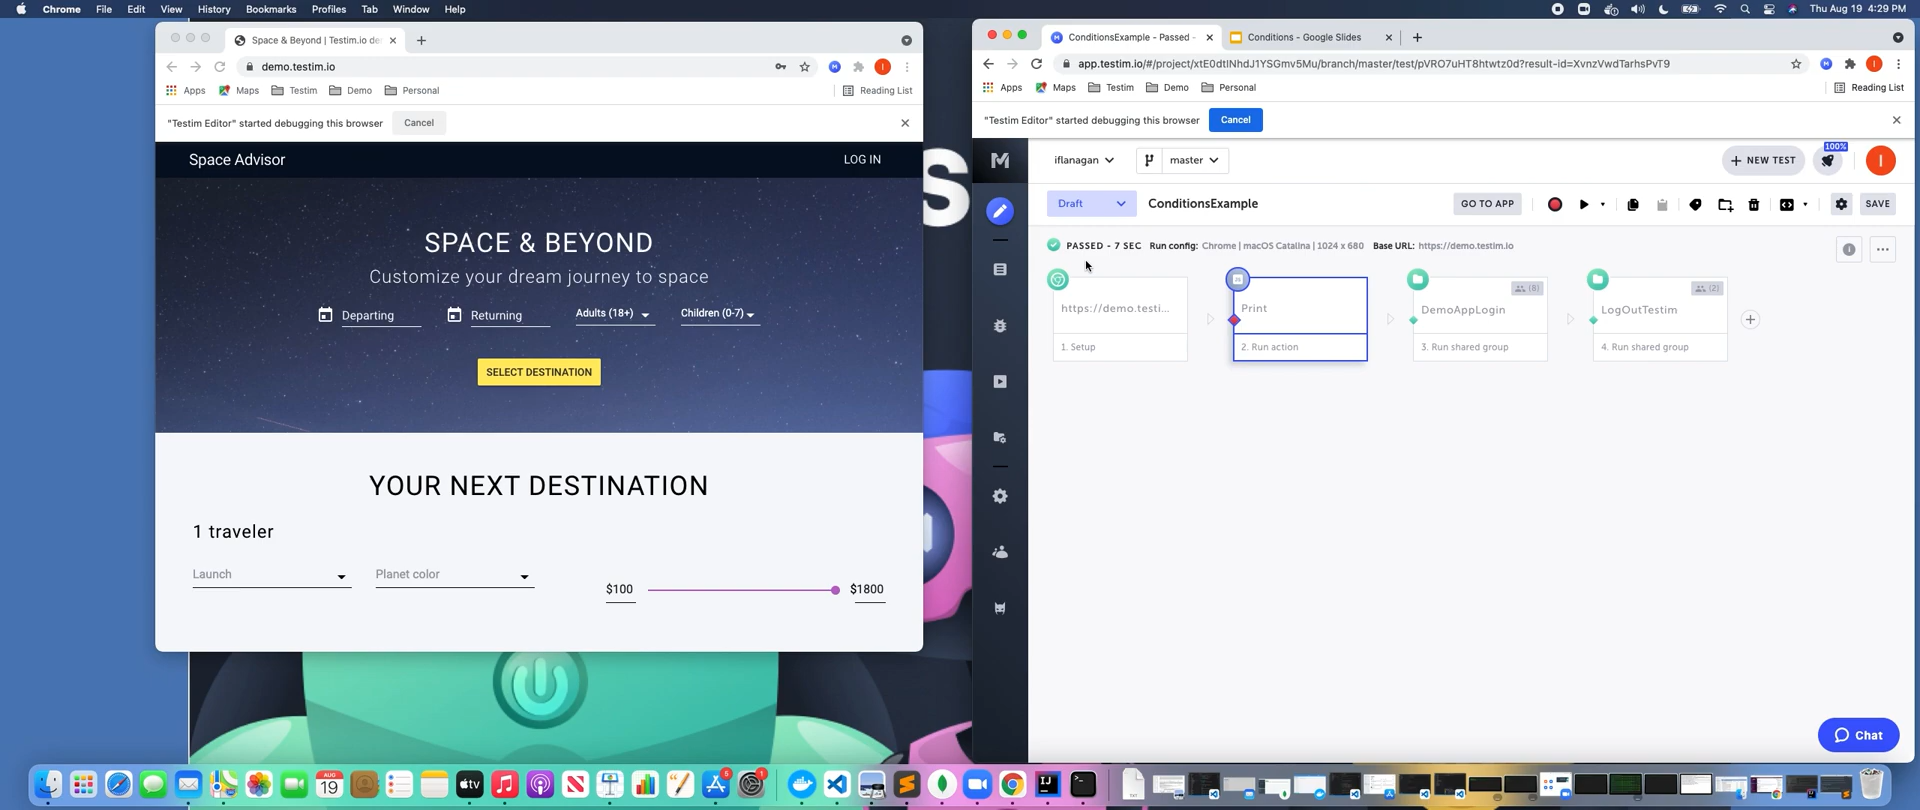 Chrome File Edit View History Bookmarks Profiles Tab Window Help
Thu Aug 19 4:29 PM
Space & Beyond | Testim.io de
demo.testim.io
Apps Maps Testim Demo Personal Reading List
"Testim Editor" started debugging this browser Cancel
Space Advisor LOG IN
SPACE & BEYOND
Customize your dream journey to space
Departing Returning Adults (18+) Children (0-7)
SELECT DESTINATION
YOUR NEXT DESTINATION
1 traveler
Launch Planet color
$100 $1800
S
ConditionsExample - Passed - Conditions - Google Slides
app.testim.io/#/project/xtE0dtlNhdJ1YSGmv5Mu/branch/master/test/pVRO7uHT8htwtz0d?result-id=XvnzVwdTarhsPvT9
Apps Maps Testim Demo Personal Reading List
"Testim Editor" started debugging this browser Cancel
iflanagan master NEW TEST 100% I
Draft ConditionsExample GO TO APP SAVE
PASSED - 7 SEC Run config: Chrome | macOS Catalina | 1024 x 680 Base URL: https://demo.testim.io
(8) (2)
https://demo.testi... Print DemoAppLogin LogOutTestim
1. Setup 2. Run action 3. Run shared group 4. Run shared group
Chat
AUG
19
tv
5
1
IJ